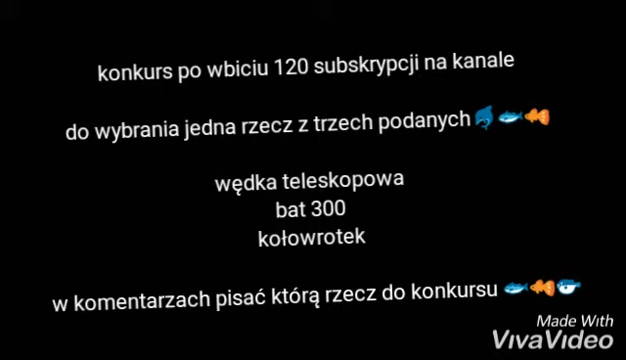 konkurs po wbiciu 120 subskrypcji na kanale
do wybrania jedna rzecz z trzech podanych🐬🐟🐠
wędka teleskopowa
bat 300
kołowrotek
w komentarzach pisać którą rzecz do konkursu 🐟🐠🐡
Made With
VivaVideo